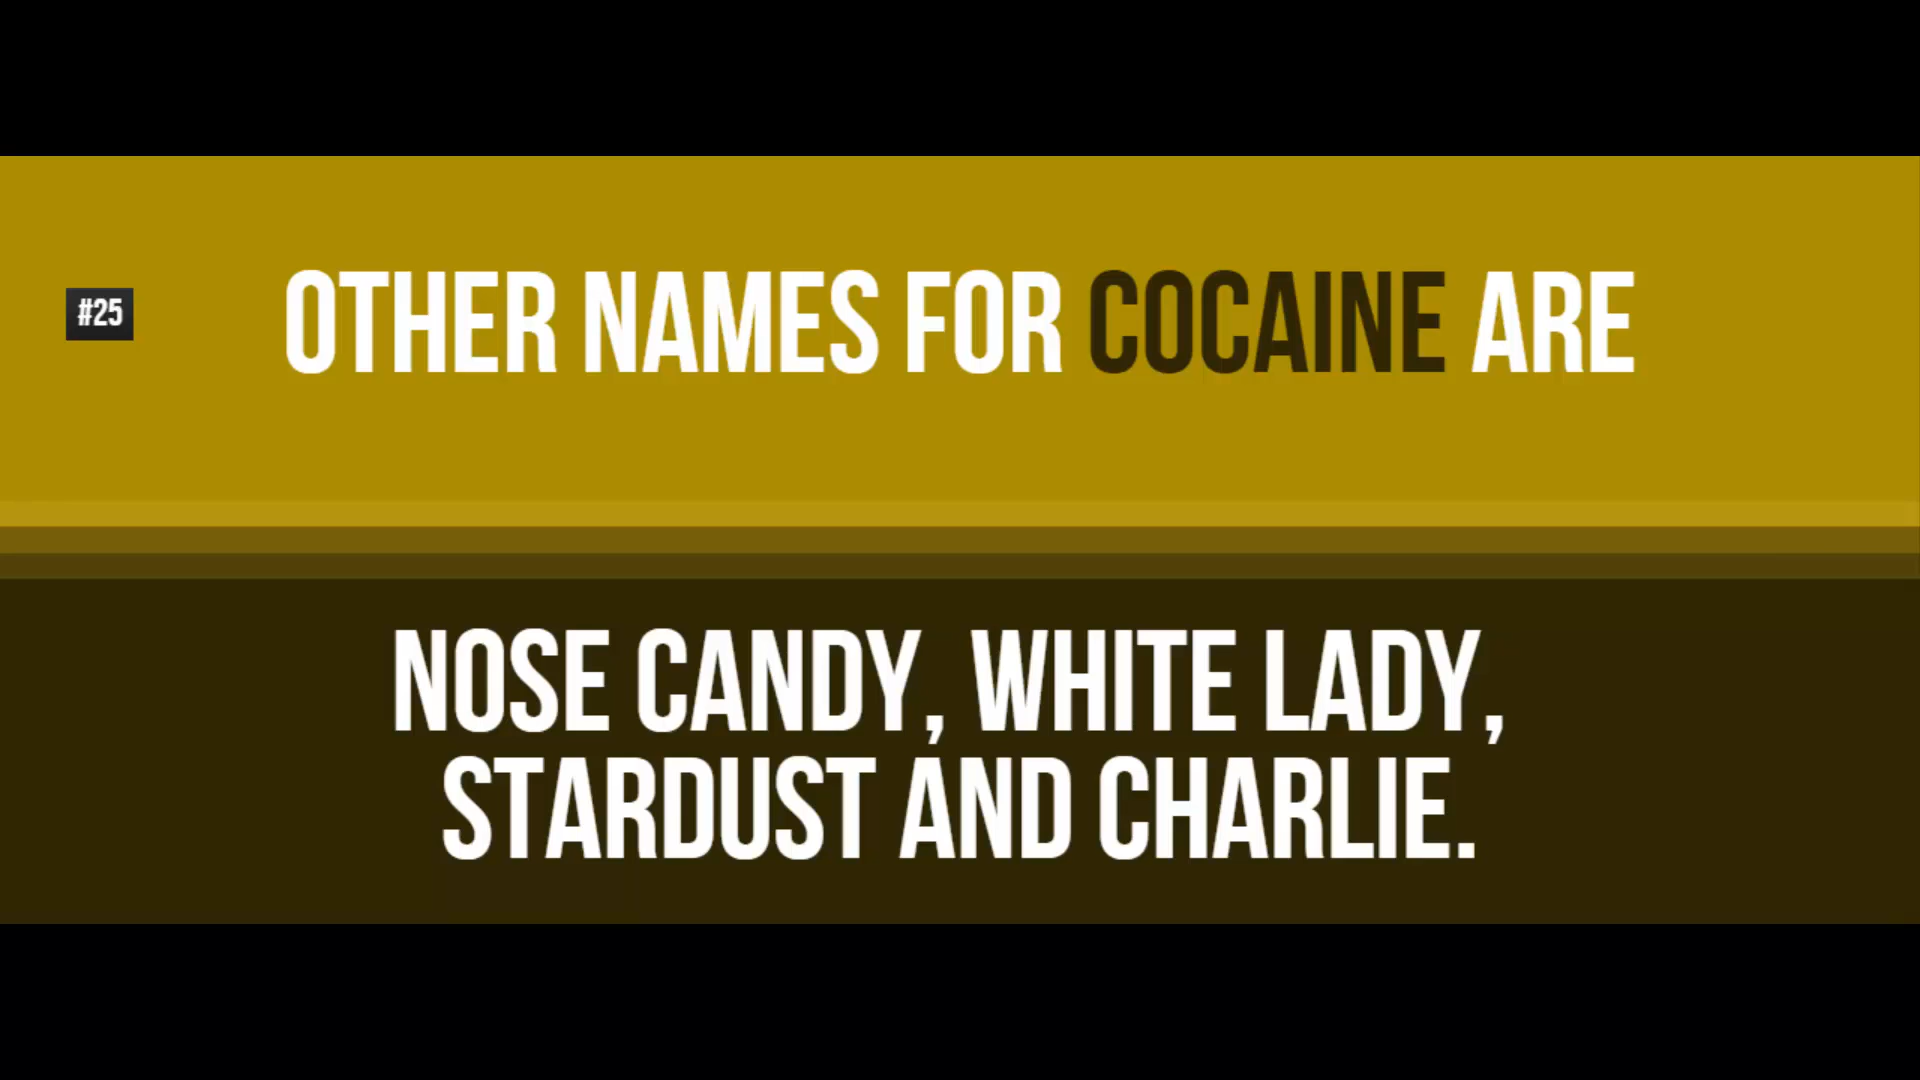 #25
OTHER NAMES FOR COCAINE ARE
NOSE CANDY, WHITE LADY,
STARDUST AND CHARLIE.